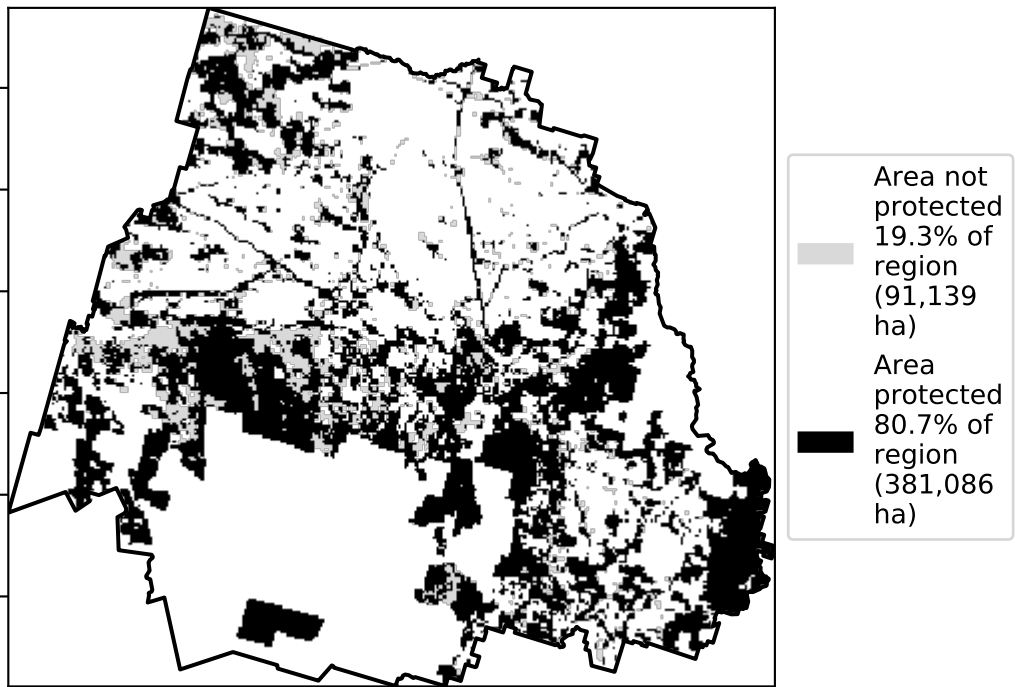 Area not
protected
19.3% of
region
(91,139
ha)
Area
protected
80.7% of
region
(381,086
ha)